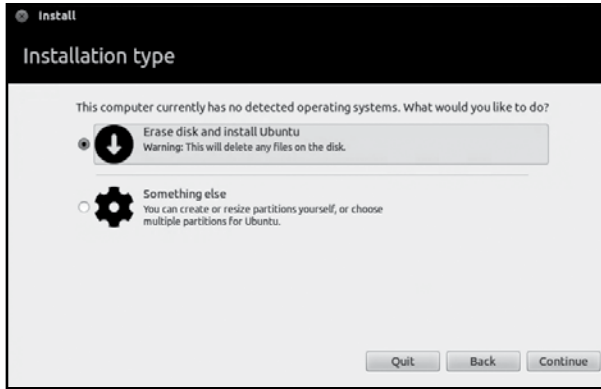 Install
Installation type
This computer currently has no detected operating systems. What would you like to do?
Erase disk and install Ubuntu
Warning: This will delete any files on the disk.
Something else
You can create or resize partitions yourself, or choose
multiple partitions for Ubuntu.
Quit Back Continue